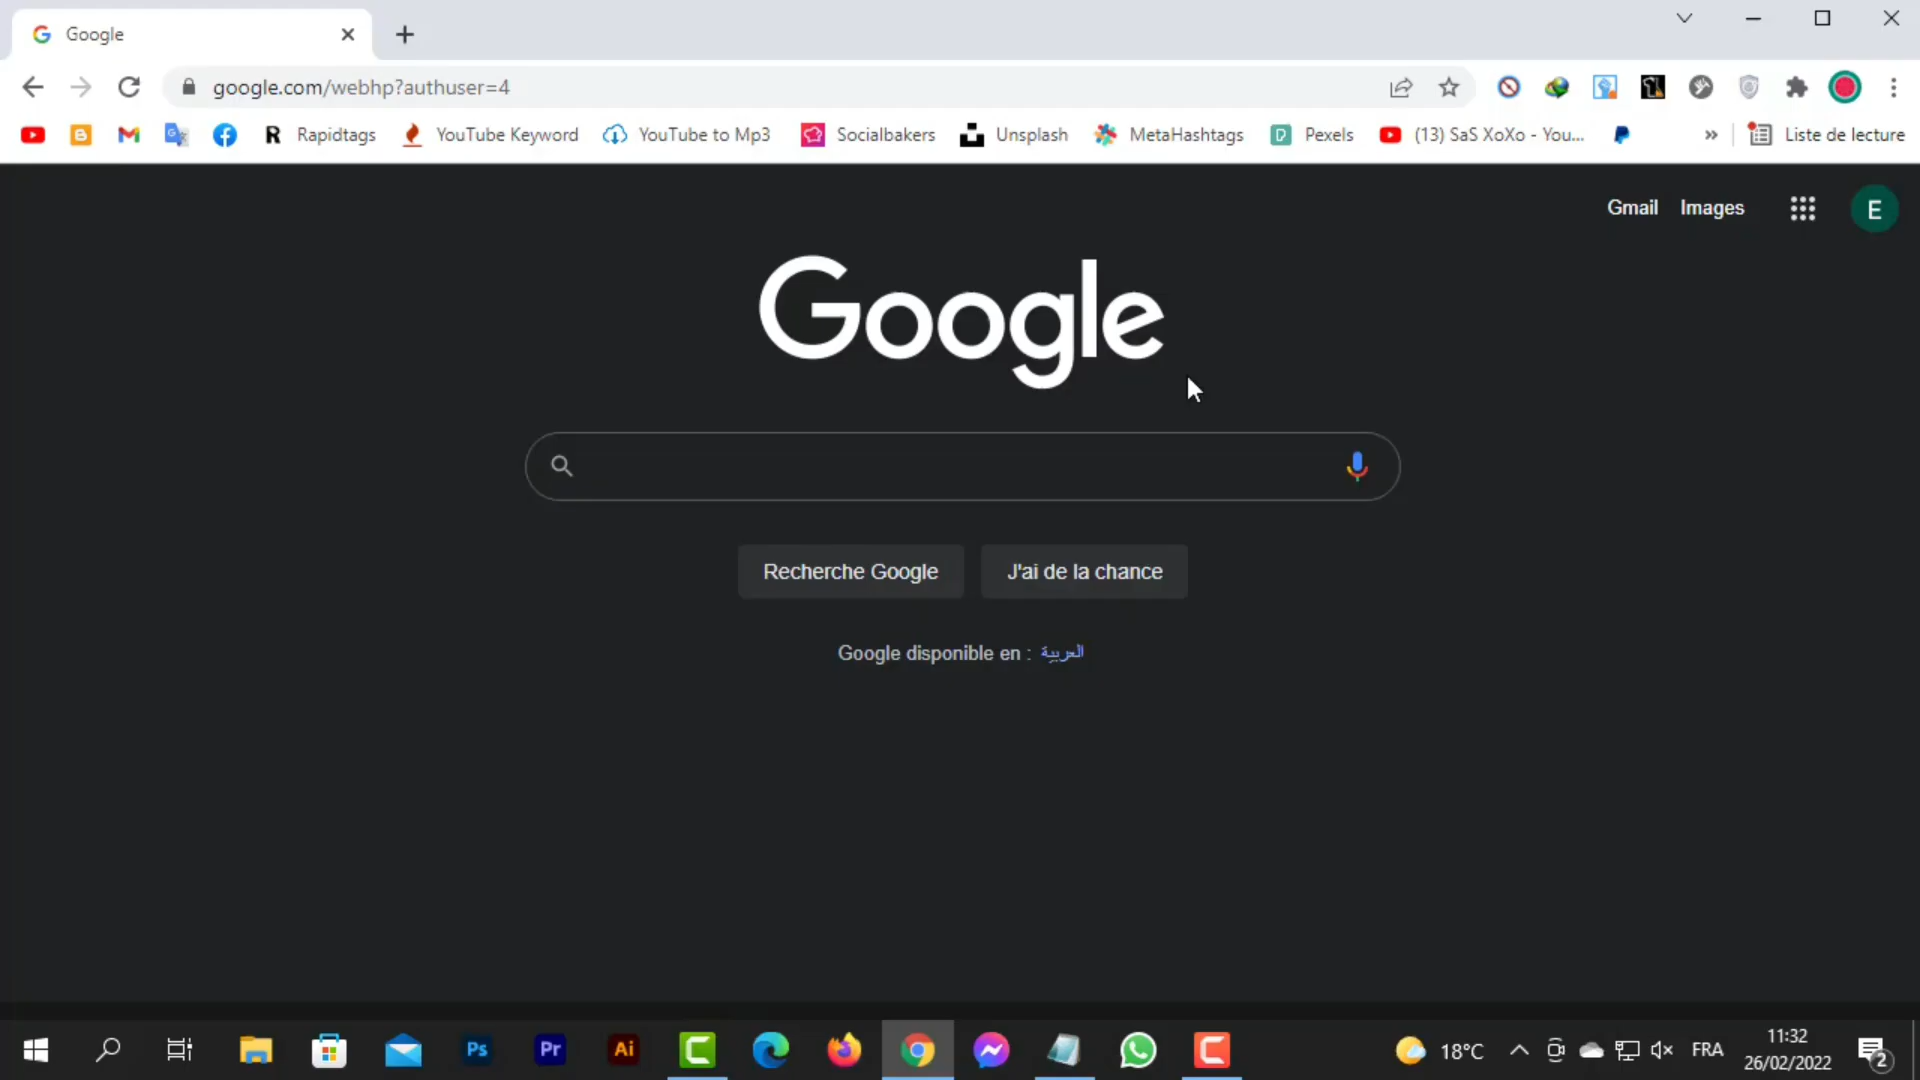 Google
google.com/webhp?authuser=4
R Rapidtags YouTube Keyword YouTube to Mp3 Socialbakers Unsplash MetaHashtags Pexels (13) SaS XoXo - You... » Liste de lecture
Gmail Images E
Google
Recherche Google J'ai de la chance
Google disponible en : العربية
Ps Pr Ai 18°C FRA 11:32
26/02/2022 2